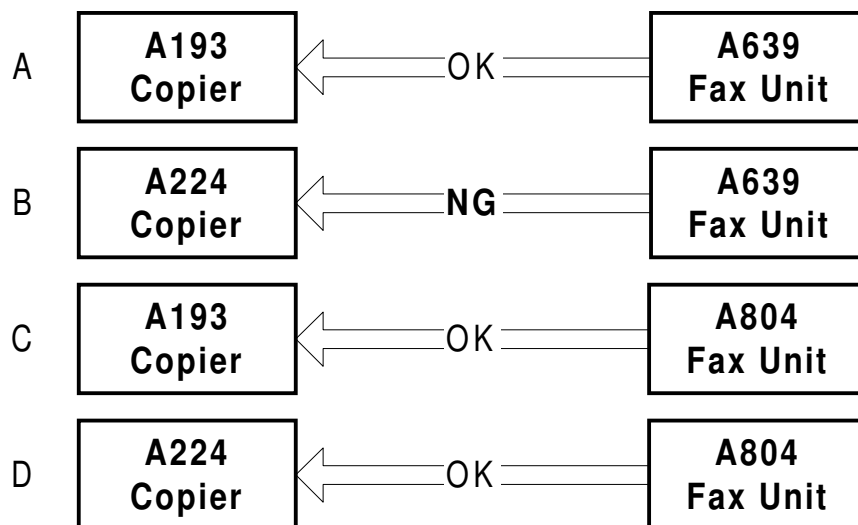 A
A193
Copier
OK
A639
Fax Unit
B
A224
Copier
NG
A639
Fax Unit
C
A193
Copier
OK
A804
Fax Unit
D
A224
Copier
OK
A804
Fax Unit